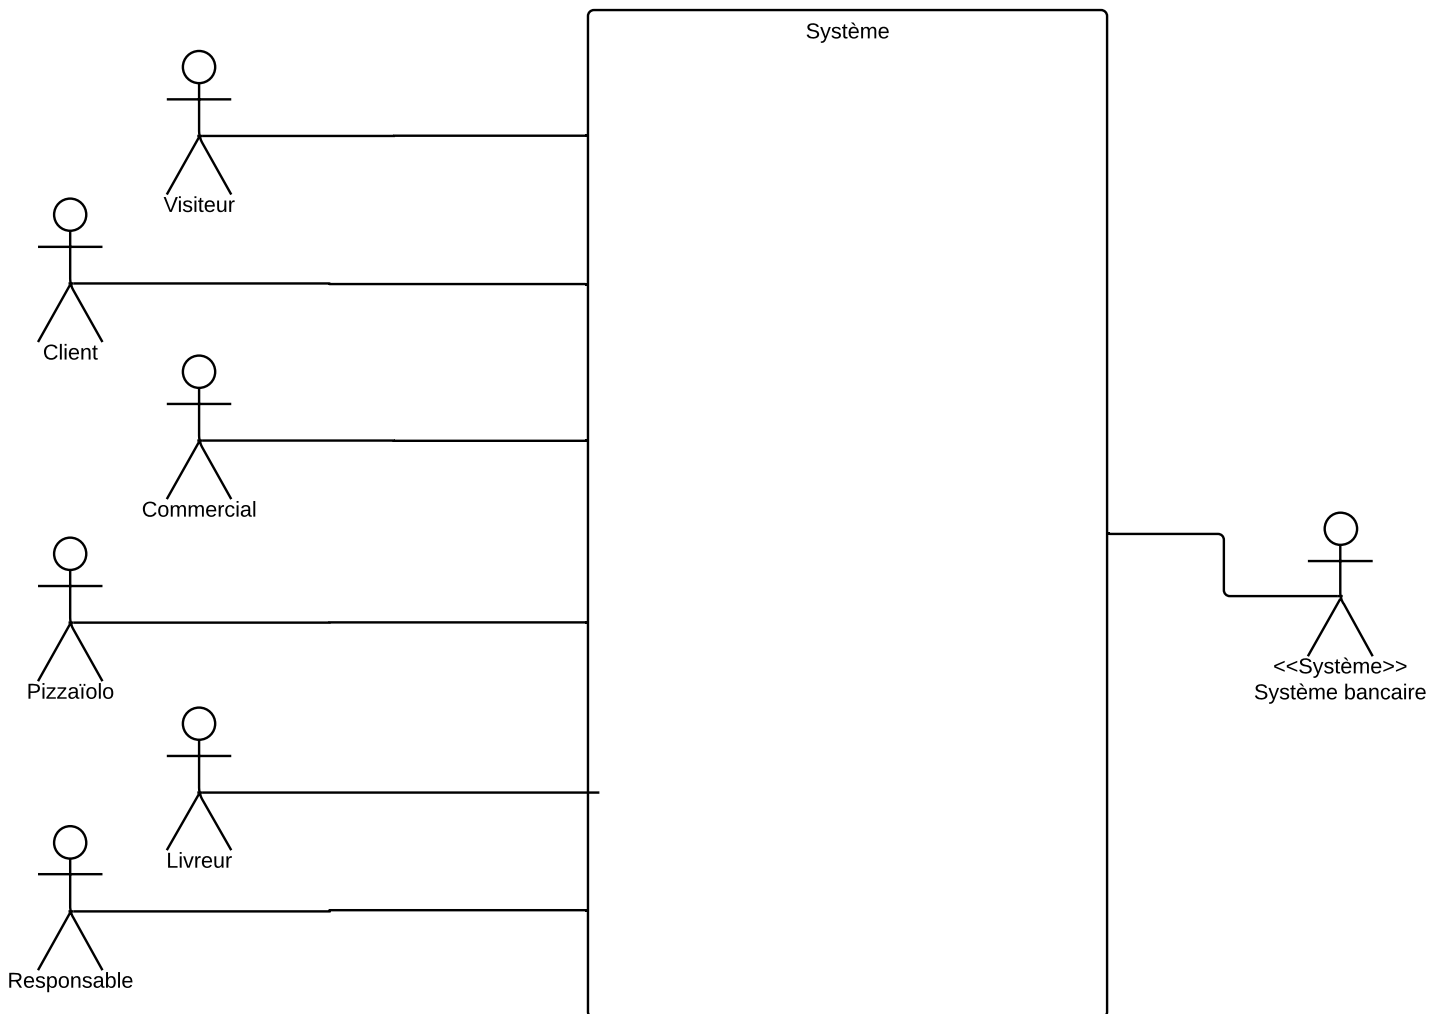 Système
Visiteur
Client
Commercial
Pizzaïolo
Livreur
Responsable
<<Système>>
Système bancaire